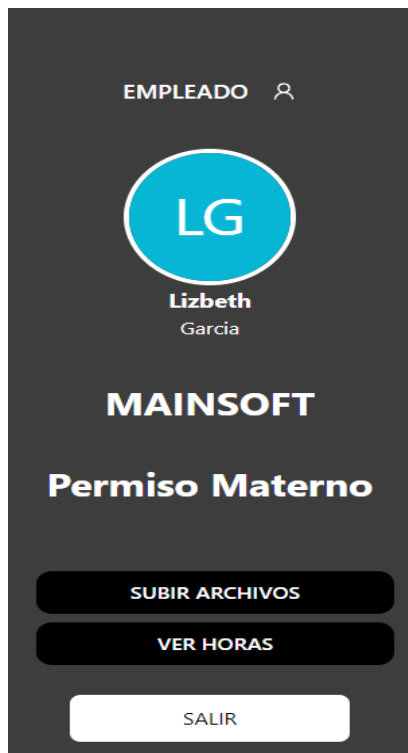 EMPLEADO
LG
Lizbeth
Garcia
MAINSOFT
Permiso Materno
SUBIR ARCHIVOS
VER HORAS
SALIR